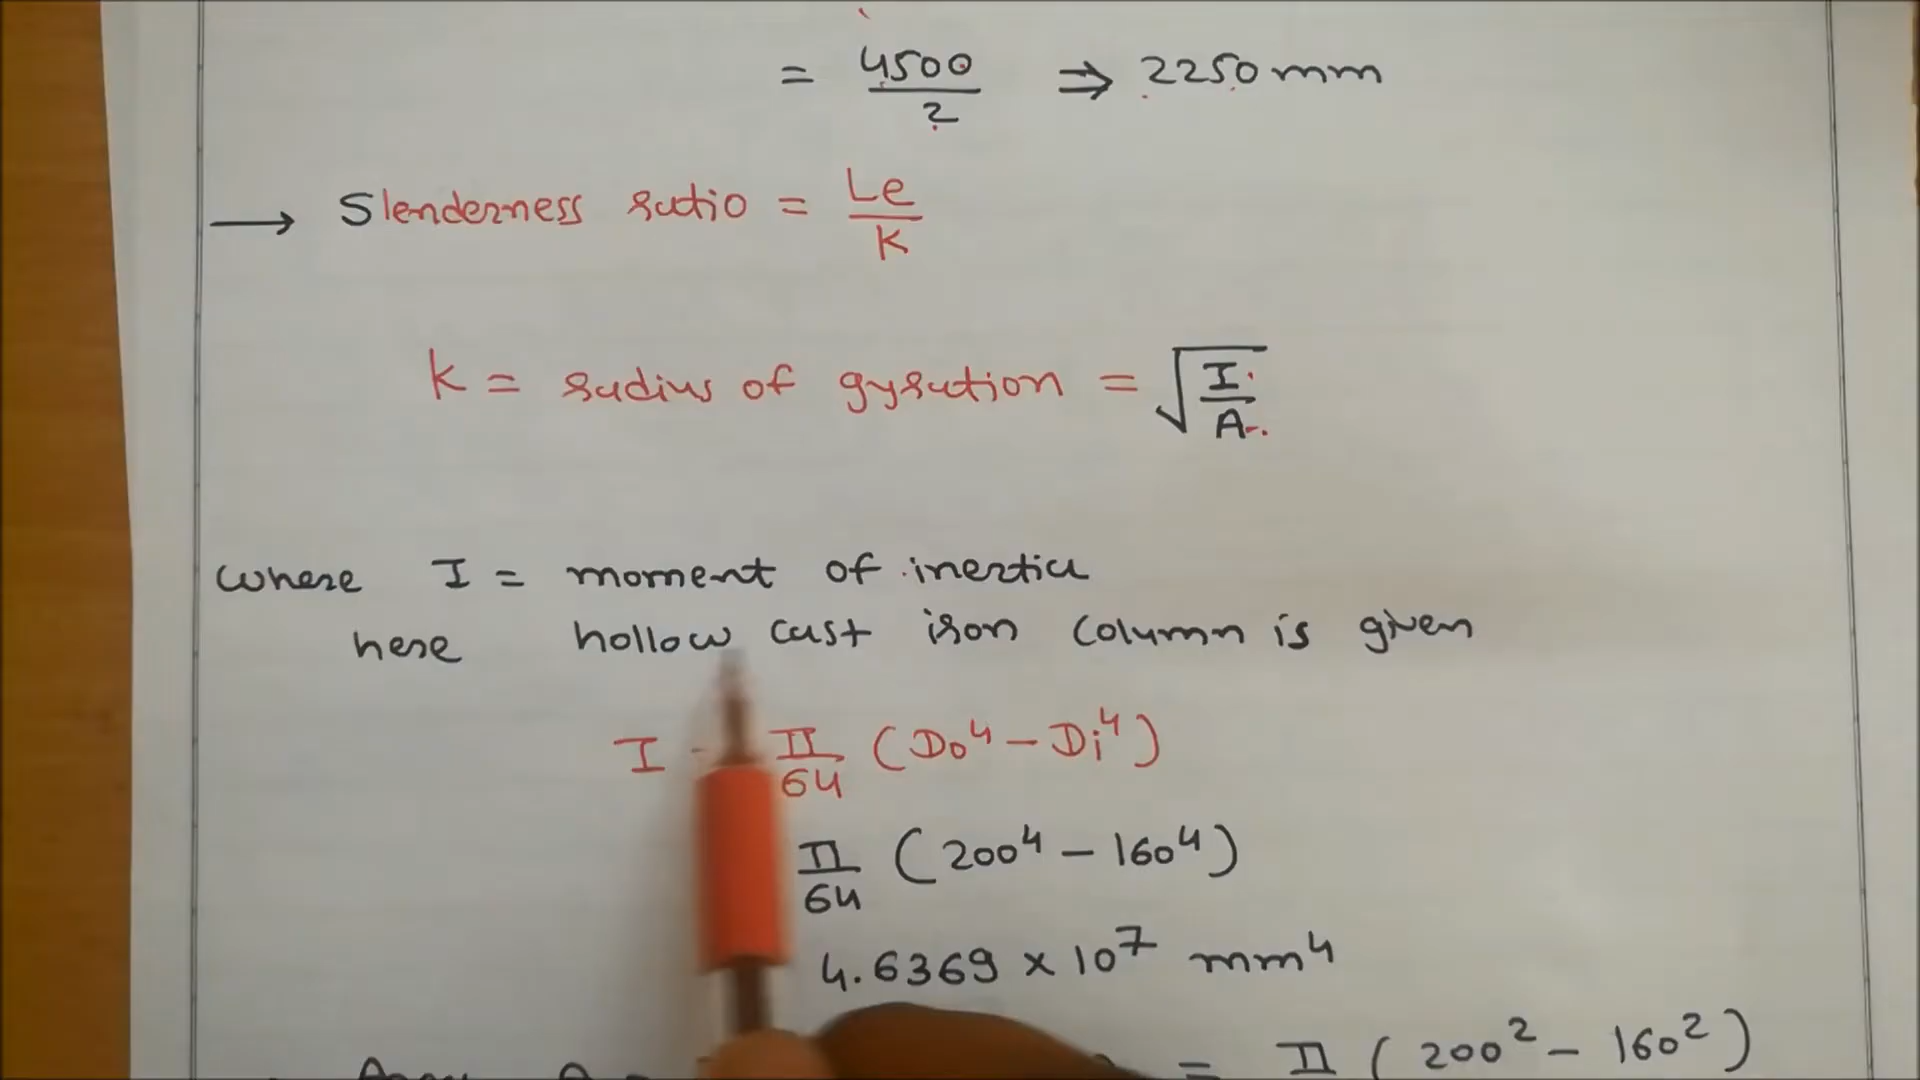 = 4500/2 ⇒ 2250 mm
→ Slenderness ratio = Le/K
K = radius of gyration = √(I/A)
where I = moment of inertia
here hollow cast iron column is given
I = π/64 (Do⁴ - Di⁴)
π/64 (200⁴ - 160⁴)
4.6369 × 10⁷ mm⁴
= π ( 200² - 160² )